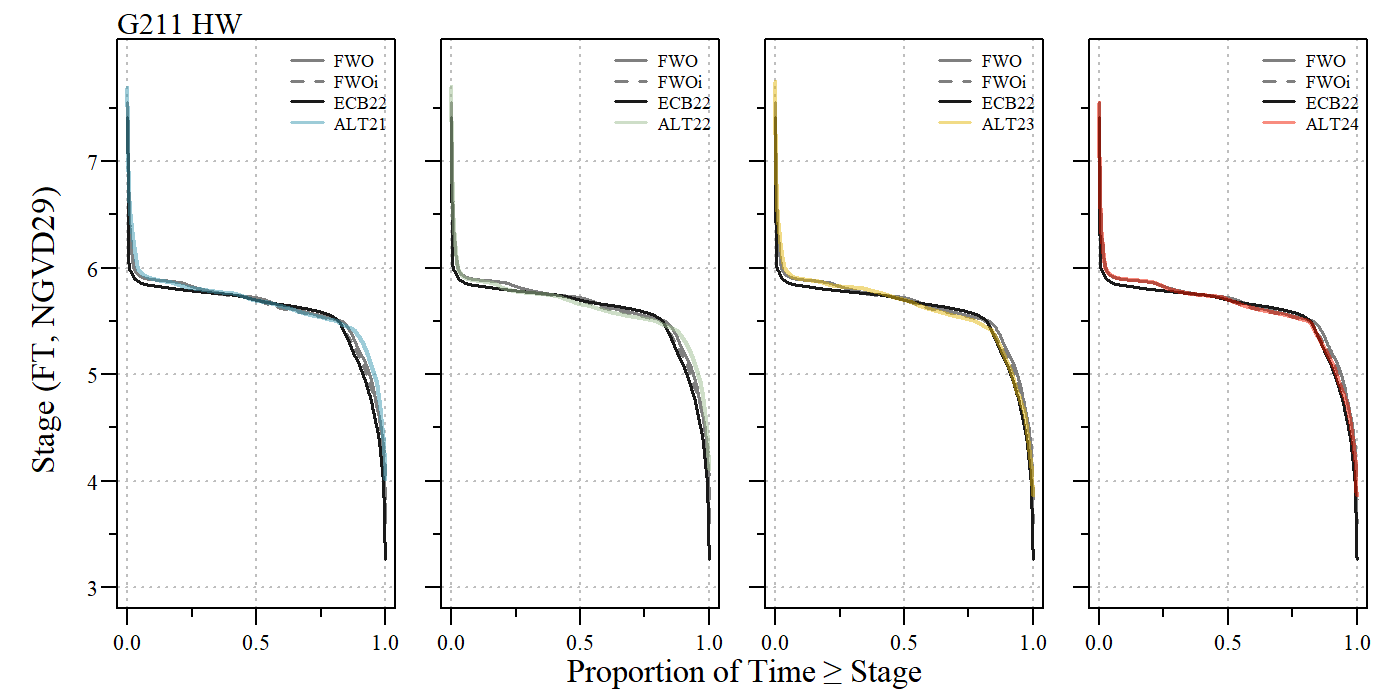 G211 HW
FWO
FWOi
ECB22
ALT21
FWO
FWOi
ECB22
ALT22
FWO
FWOi
ECB22
ALT23
FWO
FWOi
ECB22
ALT24
Stage (FT, NGVD29)
7
6
5
4
3
0.0 0.5 1.0
0.0 0.5 1.0
0.0 0.5 1.0
0.0 0.5 1.0
Proportion of Time ≥ Stage